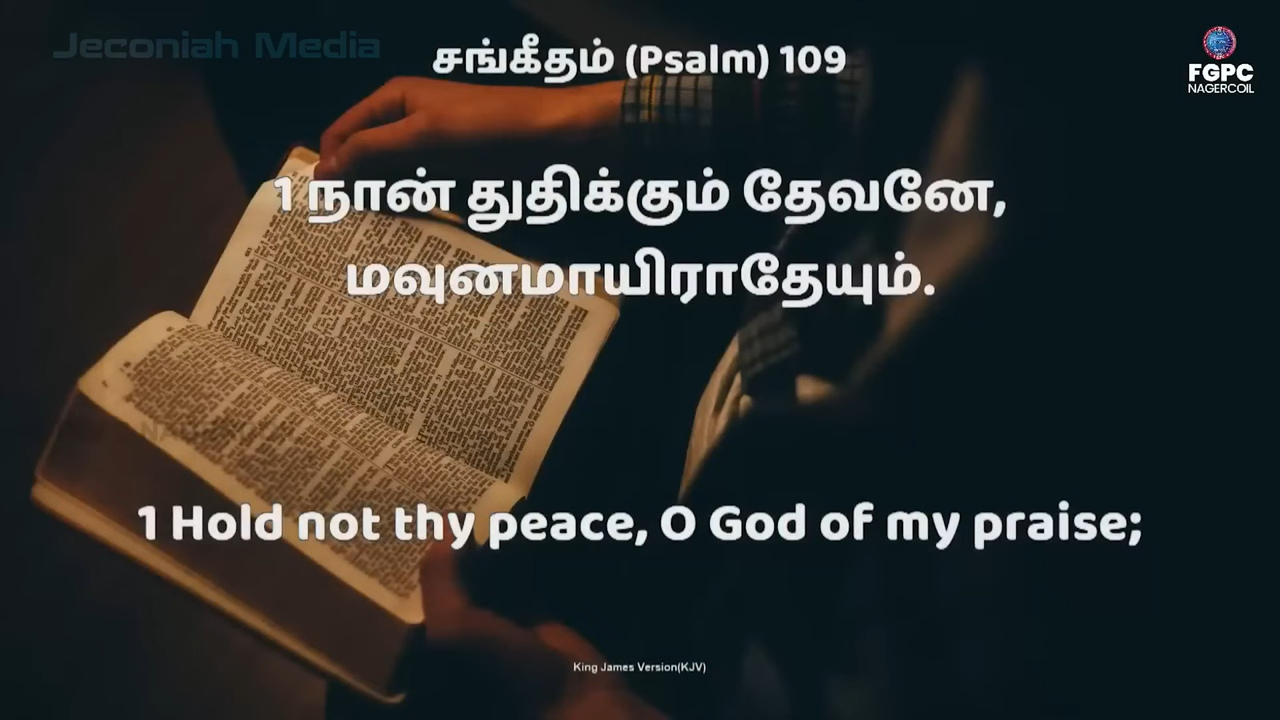 Jeconiah Media
சங்கீதம் (Psalm) 109
FGPC
NAGERCOIL
1 நான் துதிக்கும் தேவனே,
மவுனமாயிராதேயும்.
1 Hold not thy peace, O God of my praise;
King James Version(KJV)